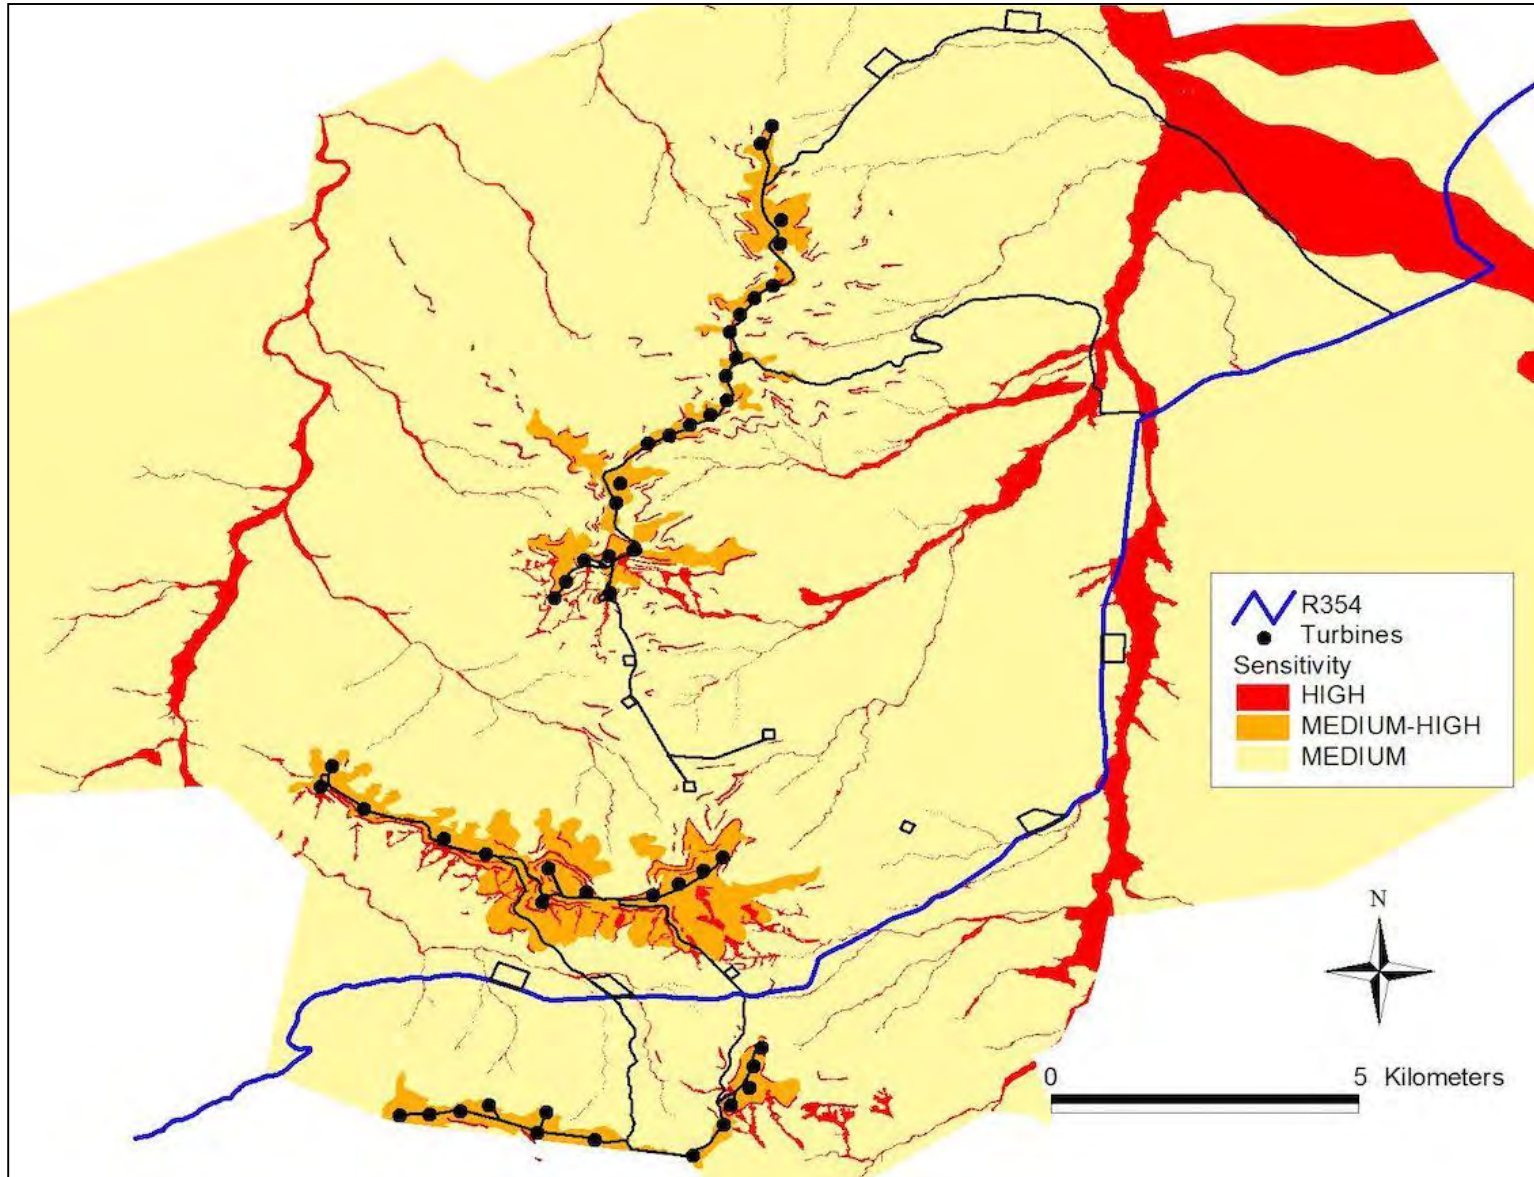 R354
Turbines
Sensitivity
HIGH
MEDIUM-HIGH
MEDIUM
N
0 5 Kilometers